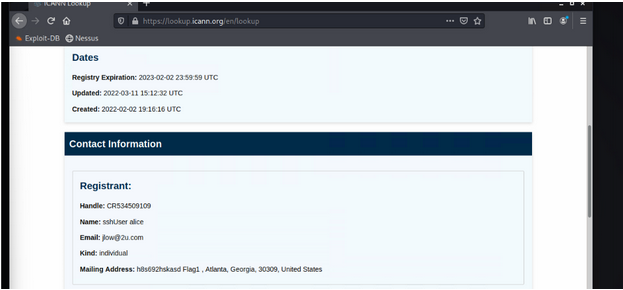 ICANN Lookup
https://lookup.icann.org/en/lookup
Exploit-DB Nessus
Dates
Registry Expiration: 2023-02-02 23:59:59 UTC
Updated: 2022-03-11 15:12:32 UTC
Created: 2022-02-02 19:16:16 UTC
Contact Information
Registrant:
Handle: CR534509109
Name: sshUser alice
Email: jlow@2u.com
Kind: individual
Mailing Address: h8s692hskasd Flag1 , Atlanta, Georgia, 30309, United States